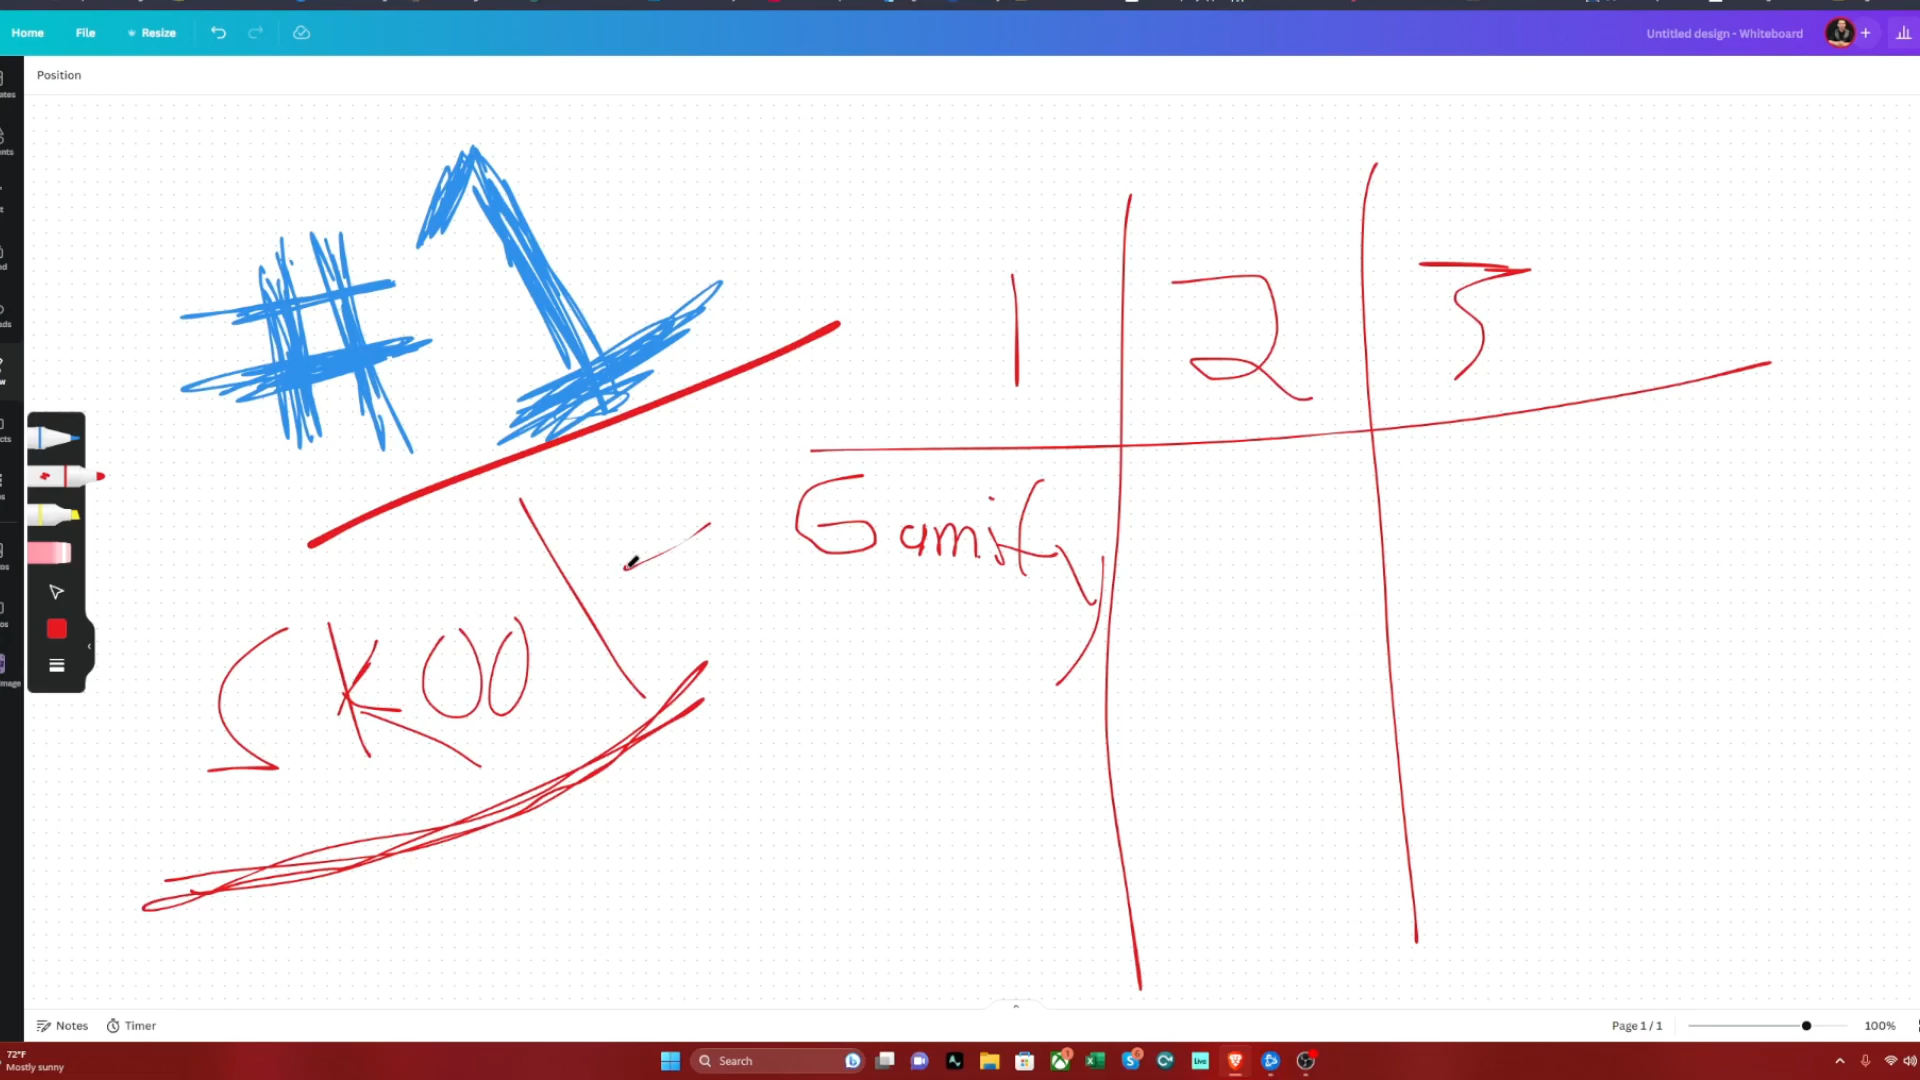 Home File Resize Untitled design - Whiteboard
Position
#1
1 2 3
Gamify
SKOOl
Notes Timer Page 1 / 1 100%
72°F
Mostly sunny
Search
Live